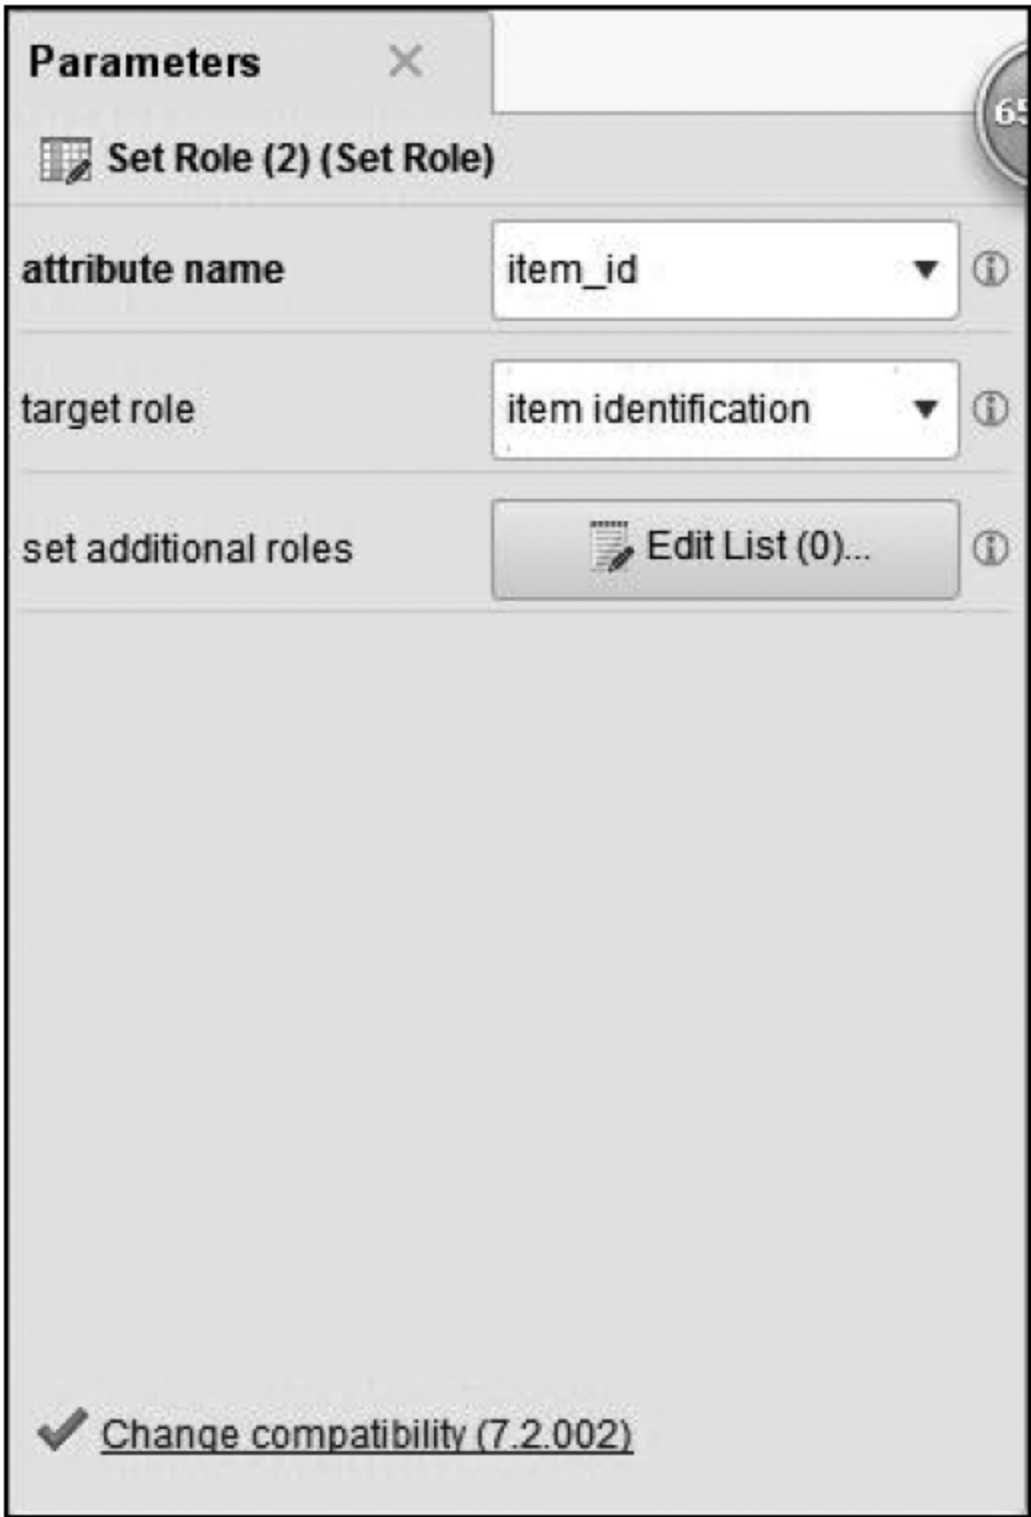 Parameters
65
Set Role (2) (Set Role)
attribute name
item_id
target role
item identification
set additional roles
Edit List (0)...
Change compatibility (7.2.002)